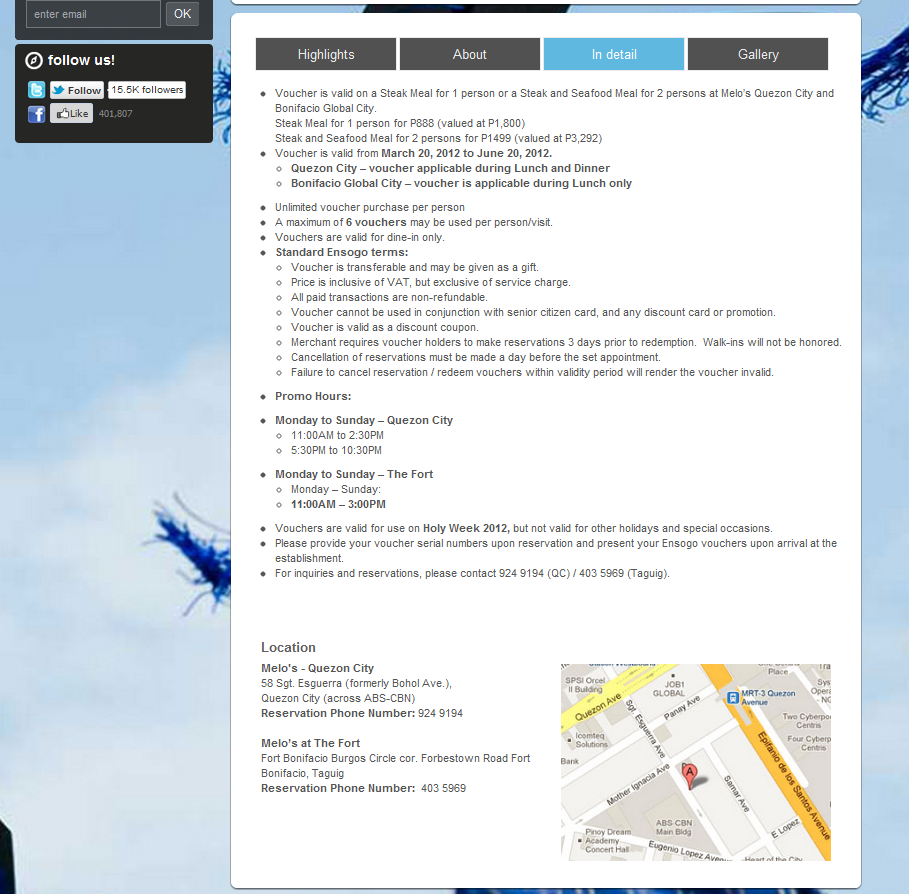 enter email
OK
follow us!
Follow
15.5K followers
Like
401,807
Highlights
About
In detail
Gallery
Voucher is valid on a Steak Meal for 1 person or a Steak and Seafood Meal for 2 persons at Melo's Quezon City and
Bonifacio Global City.
Steak Meal for 1 person for P888 (valued at P1,800)
Steak and Seafood Meal for 2 persons for P1499 (valued at P3,292)
Voucher is valid from March 20, 2012 to June 20, 2012.
Quezon City – voucher applicable during Lunch and Dinner
Bonifacio Global City – voucher is applicable during Lunch only
Unlimited voucher purchase per person
A maximum of 6 vouchers may be used per person/visit.
Vouchers are valid for dine-in only.
Standard Ensogo terms:
Voucher is transferable and may be given as a gift.
Price is inclusive of VAT, but exclusive of service charge.
All paid transactions are non-refundable.
Voucher cannot be used in conjunction with senior citizen card, and any discount card or promotion.
Voucher is valid as a discount coupon.
Merchant requires voucher holders to make reservations 3 days prior to redemption. Walk-ins will not be honored.
Cancellation of reservations must be made a day before the set appointment.
Failure to cancel reservation / redeem vouchers within validity period will render the voucher invalid.
Promo Hours:
Monday to Sunday – Quezon City
11:00AM to 2:30PM
5:30PM to 10:30PM
Monday to Sunday – The Fort
Monday – Sunday:
11:00AM – 3:00PM
Vouchers are valid for use on Holy Week 2012, but not valid for other holidays and special occasions.
Please provide your voucher serial numbers upon reservation and present your Ensogo vouchers upon arrival at the
establishment.
For inquiries and reservations, please contact 924 9194 (QC) / 403 5969 (Taguig).
Location
Melo's - Quezon City
58 Sgt. Esguerra (formerly Bohol Ave.),
Quezon City (across ABS-CBN)
Reservation Phone Number: 924 9194
Melo's at The Fort
Fort Bonifacio Burgos Circle cor. Forbestown Road Fort
Bonifacio, Taguig
Reservation Phone Number: 403 5969
SPSI Orcel
II Building
JOB1
GLOBAL
Quezon Ave
Sgt. Esguerra Ave
Panay Ave
MRT-3 Quezon
Avenue
Two Cyberpo
Centris
Four Cyberp
Centris
Icomteq
Solutions
Bank
A
Mother Ignacia Ave
Samar Ave
Epifanio de los Santos Avenue
ABS-CBN
Main Bldg
Pinoy Dream
Academy
Concert Hall
Eugenio Lopez Aven
E Lopez
Heart of the City